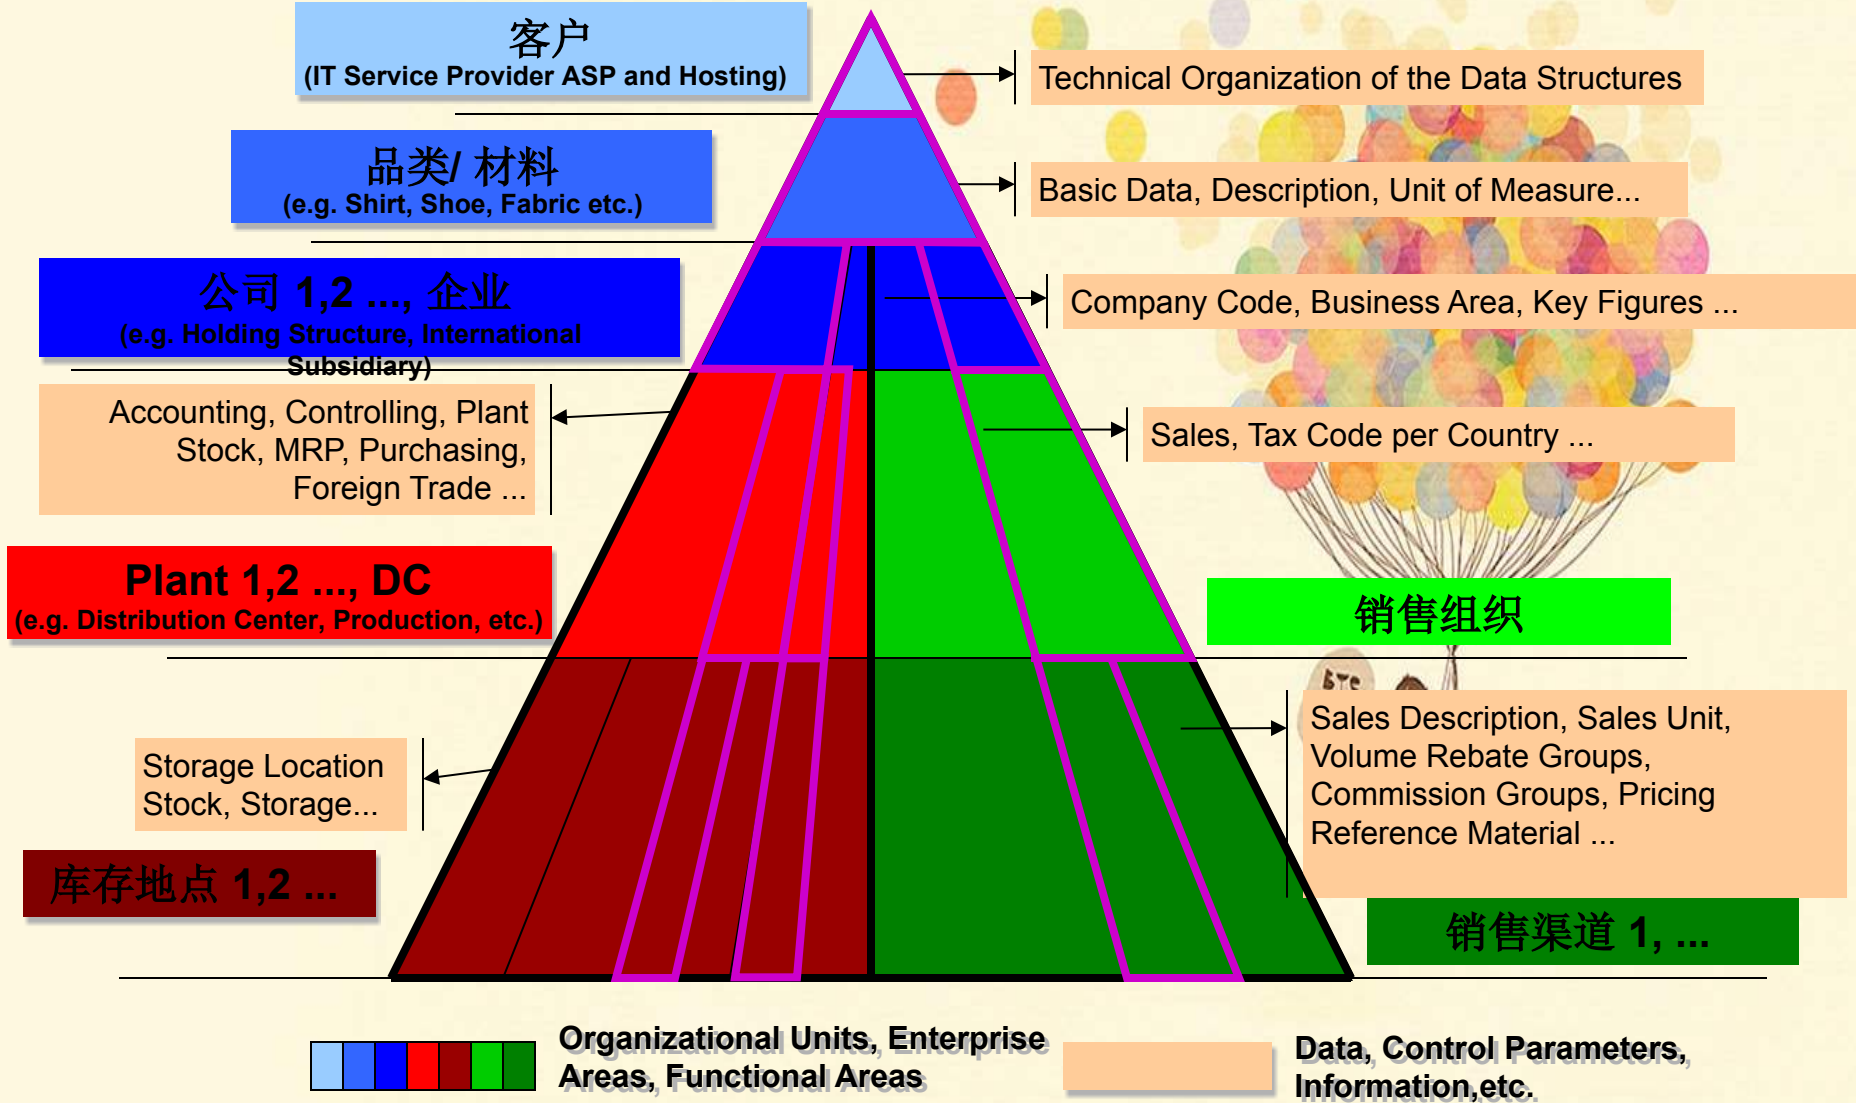 客户
(IT Service Provider ASP and Hosting)
Technical Organization of the Data Structures
品类/ 材料
(e.g. Shirt, Shoe, Fabric etc.)
Basic Data, Description, Unit of Measure...
公司 1,2 ..., 企业
(e.g. Holding Structure, International
Subsidiary)
Company Code, Business Area, Key Figures ...
Accounting, Controlling, Plant
Stock, MRP, Purchasing,
Foreign Trade ...
Sales, Tax Code per Country ...
Plant 1,2 ..., DC
(e.g. Distribution Center, Production, etc.)
销售组织
Storage Location
Stock, Storage...
Sales Description, Sales Unit,
Volume Rebate Groups,
Commission Groups, Pricing
Reference Material ...
库存地点 1,2 ...
销售渠道 1, ...
Organizational Units, Enterprise
Areas, Functional Areas
Data, Control Parameters,
Information,etc.